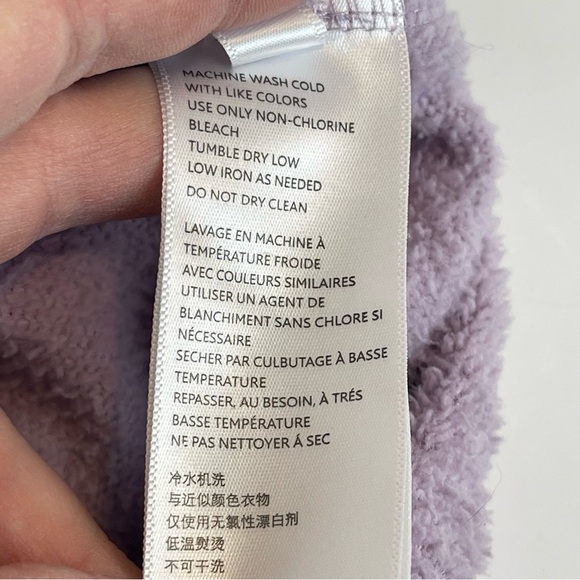 MACHINE WASH COLD
WITH LIKE COLORS
USE ONLY NON-CHLORINE
BLEACH
TUMBLE DRY LOW
LOW IRON AS NEEDED
DO NOT DRY CLEAN
LAVAGE EN MACHINE À
TEMPÉRATURE FROIDE
AVEC COULEURS SIMILAIRES
UTILISER UN AGENT DE
BLANCHIMENT SANS CHLORE SI
NÉCESSAIRE
SECHER PAR CULBUTAGE À BASSE
TEMPERATURE
REPASSER, AU BESOIN, À TRÉS
BASSE TEMPÉRATURE
NE PAS NETTOYER Á SEC
冷水机洗
与近似颜色衣物
仅使用无氯性漂白剂
低温熨烫
不可干洗